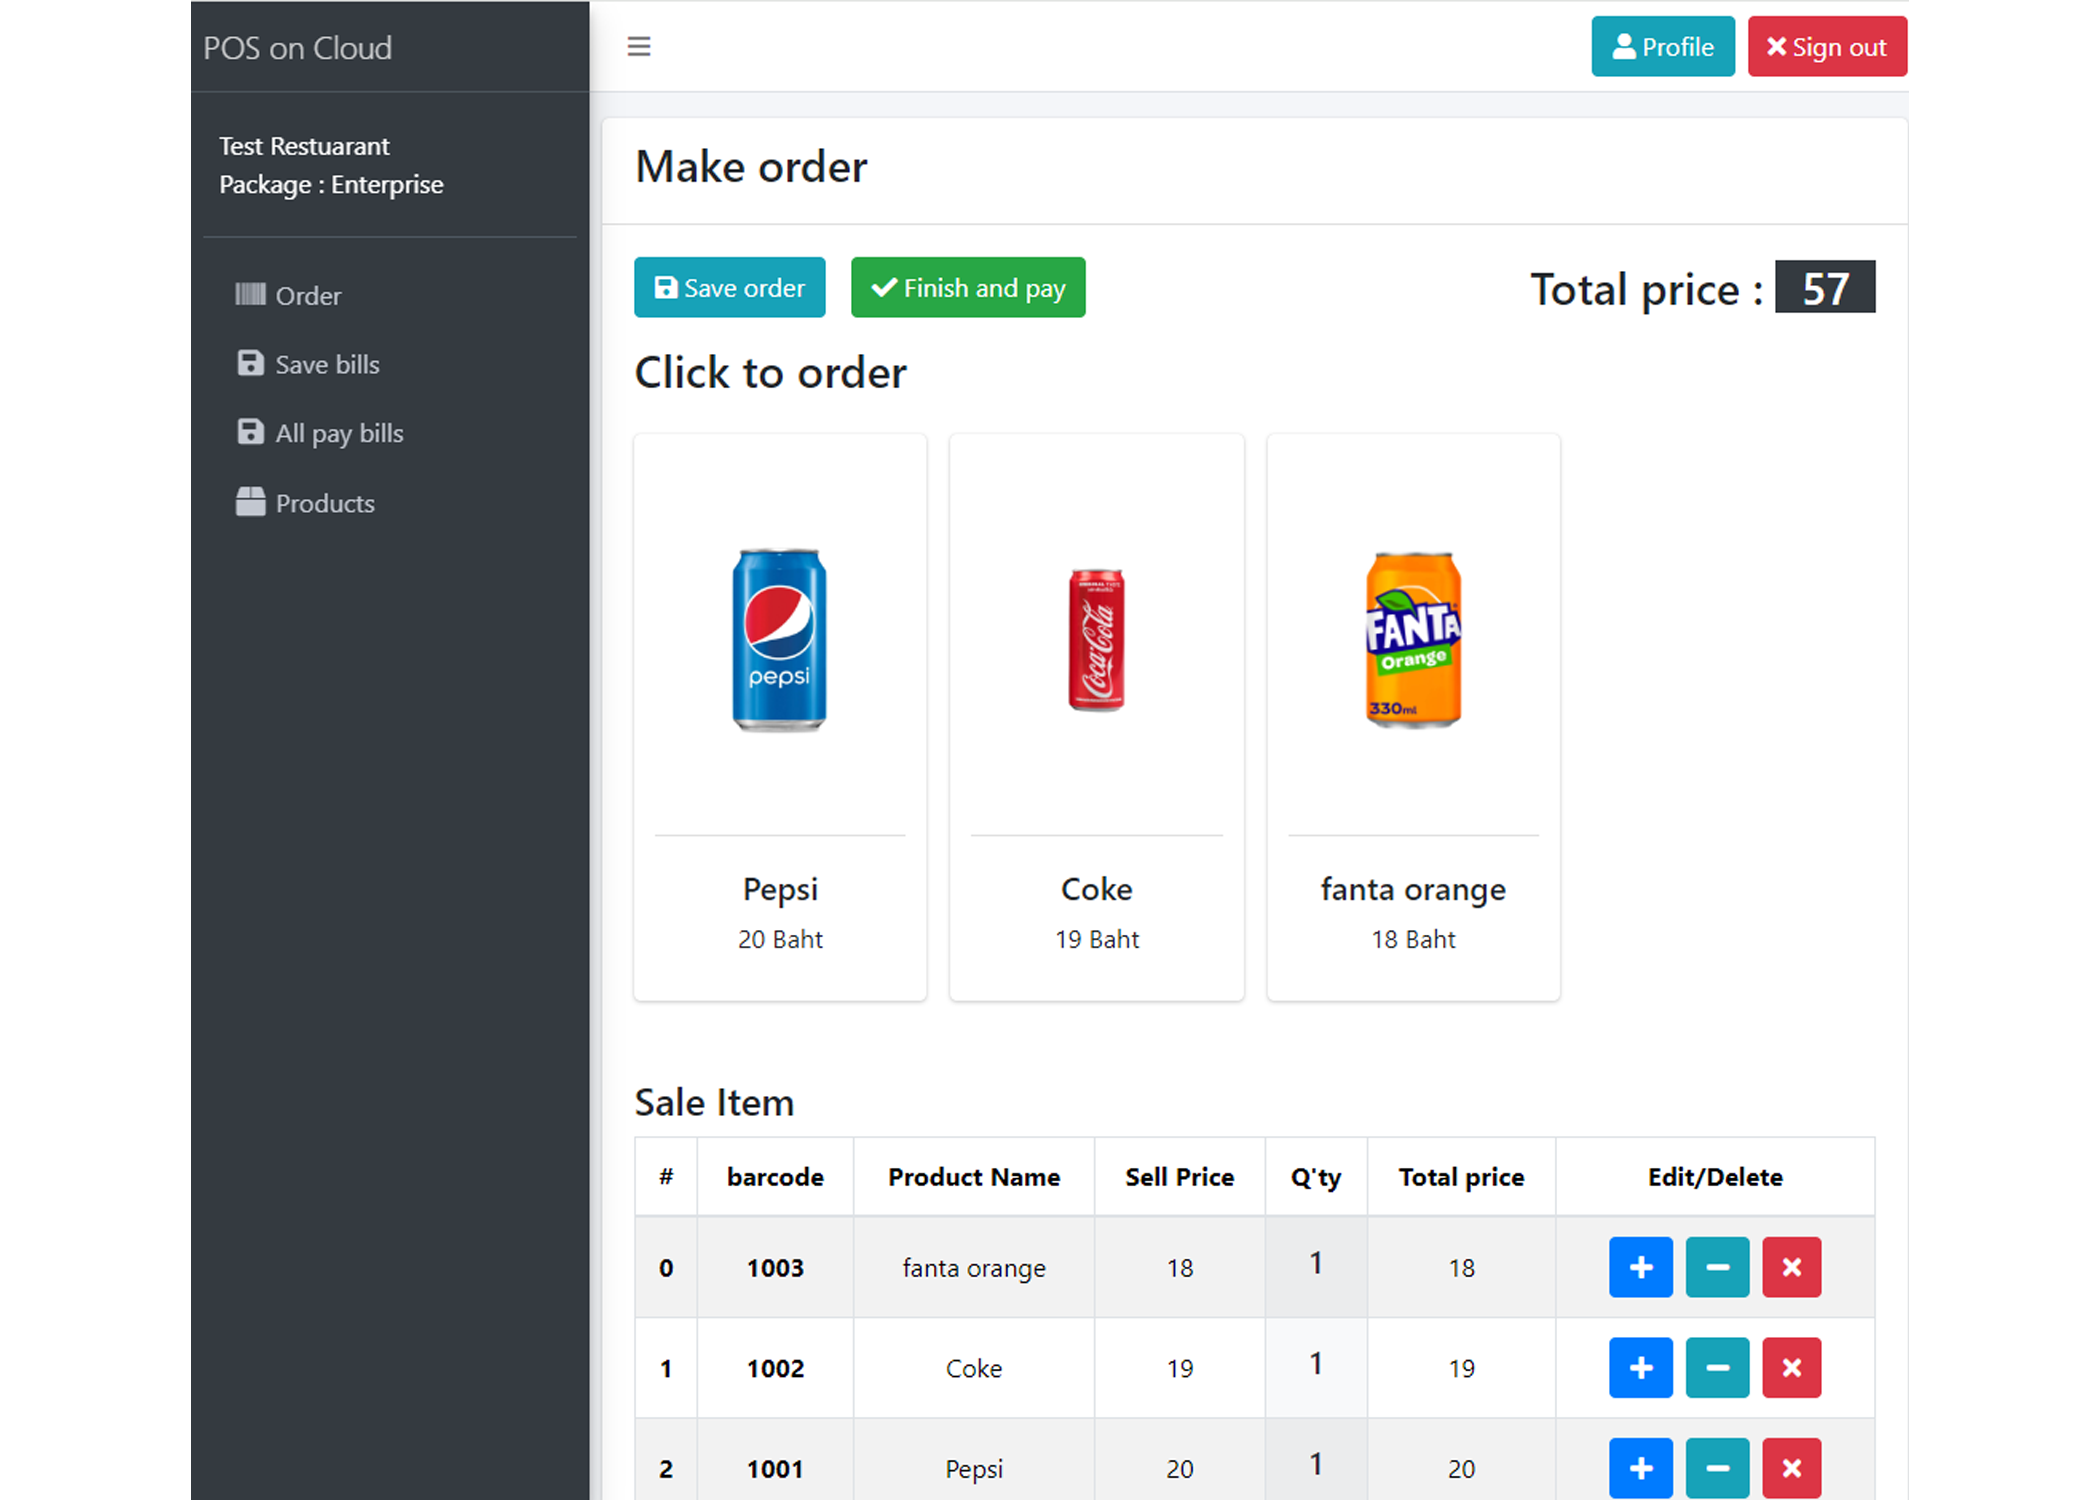 POS on Cloud
Profile
Sign out
Test Restuarant
Package : Enterprise
Order
Save bills
All pay bills
Products
Make order
Save order
Finish and pay
Total price : 57
Click to order
pepsi
Coca-Cola
FANTA
Orange
330ml
Pepsi
20 Baht
Coke
19 Baht
fanta orange
18 Baht
Sale Item
# barcode Product Name Sell Price Q'ty Total price Edit/Delete
0 1003 fanta orange 18 1 18
1 1002 Coke 19 1 19
2 1001 Pepsi 20 1 20